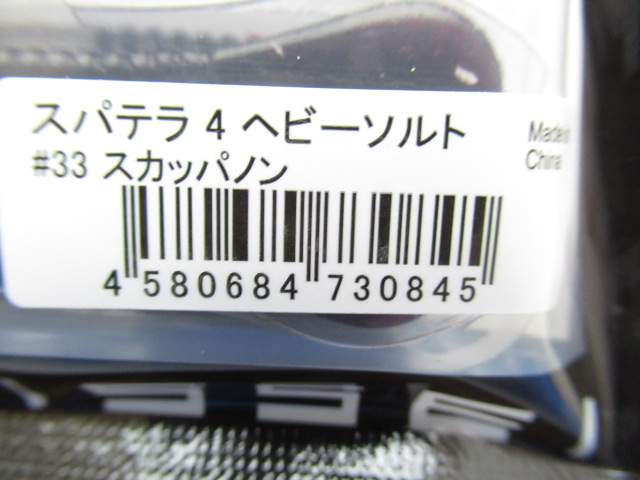 スパテラ 4 ヘビーソルト
#33 スカッパノン
Made in
China
4 580684 730845